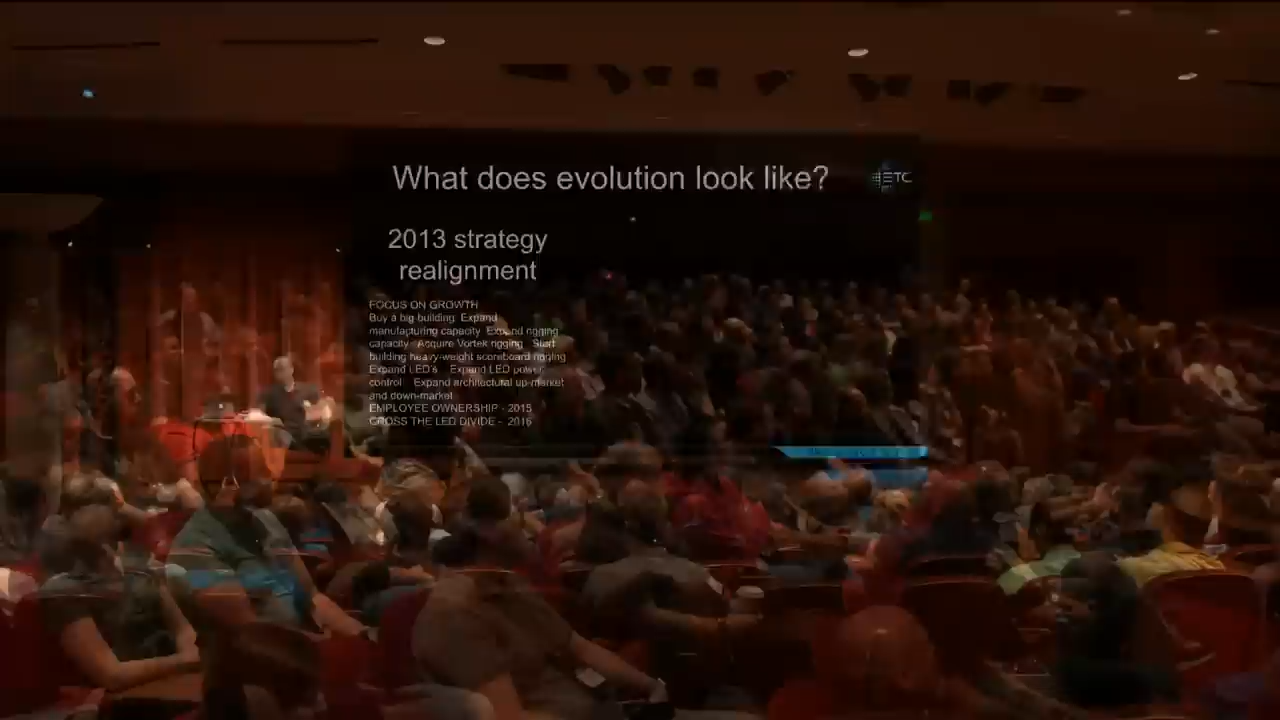 What does evolution look like?
ETC
2013 strategy
realignment
FOCUS ON GROWTH
Buy a big building Expand
manufacturing capacity Expand rigging
capacity Acquire Vortek rigging Start
building heavy-weight scoreboard rigging
Expand LED's Expand LED power
control Expand architectural up-market
and down-market
EMPLOYEE OWNERSHIP - 2015
CROSS THE LED DIVIDE - 2016